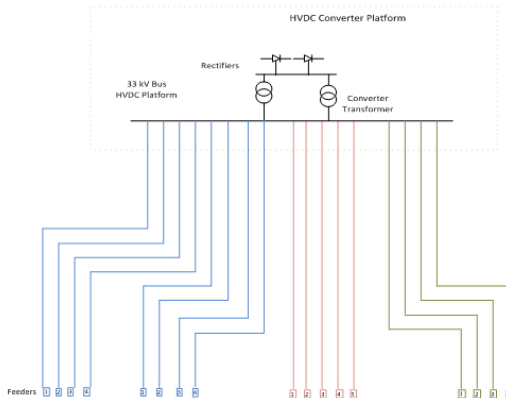 HVDC Converter Platform
Rectifiers
33 kV Bus
HVDC Platform
Converter
Transformer
Feeders 1 2 3 4 1 2 3 4 1 2 3 4 5 1 2 3